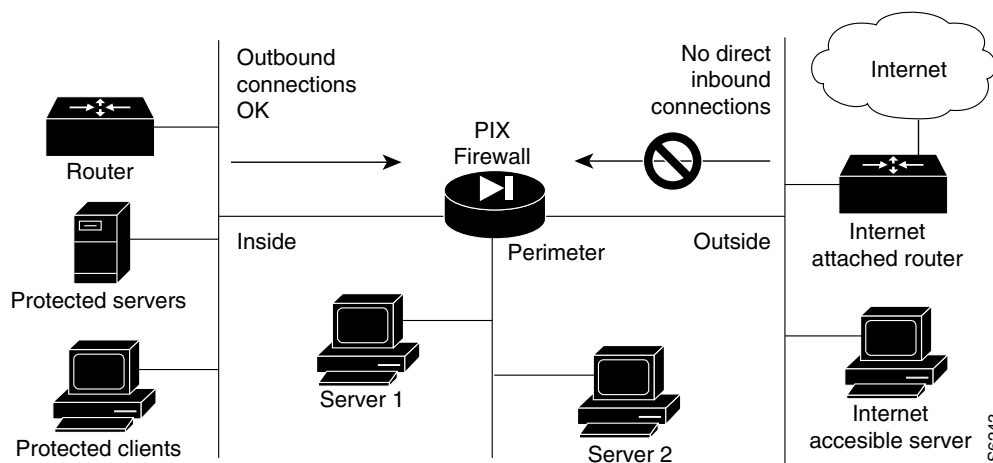 Outbound
connections
OK
No direct
inbound
connections
Internet
PIX
Firewall
Router
Inside
Perimeter
Outside
Internet
attached router
Protected servers
Server 1
Server 2
Protected clients
Internet
accesible server